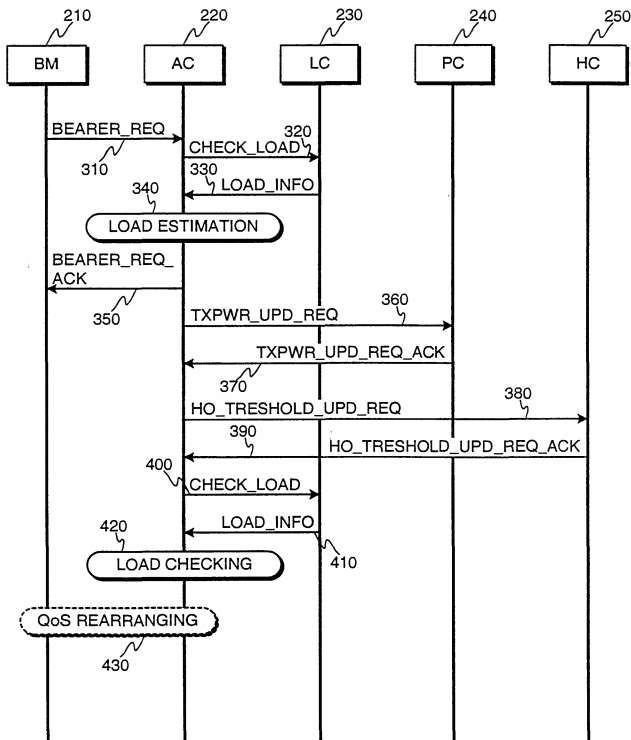 210 220 230 240 250
BM AC LC PC HC
BEARER_REQ
310
CHECK_LOAD 320
330 LOAD_INFO
340
LOAD ESTIMATION
BEARER_REQ_
ACK
350
TXPWR_UPD_REQ 360
TXPWR_UPD_REQ_ACK
370
HO_TRESHOLD_UPD_REQ 380
390 HO_TRESHOLD_UPD_REQ_ACK
400 CHECK_LOAD
LOAD_INFO
410
420
LOAD CHECKING
QoS REARRANGING
430